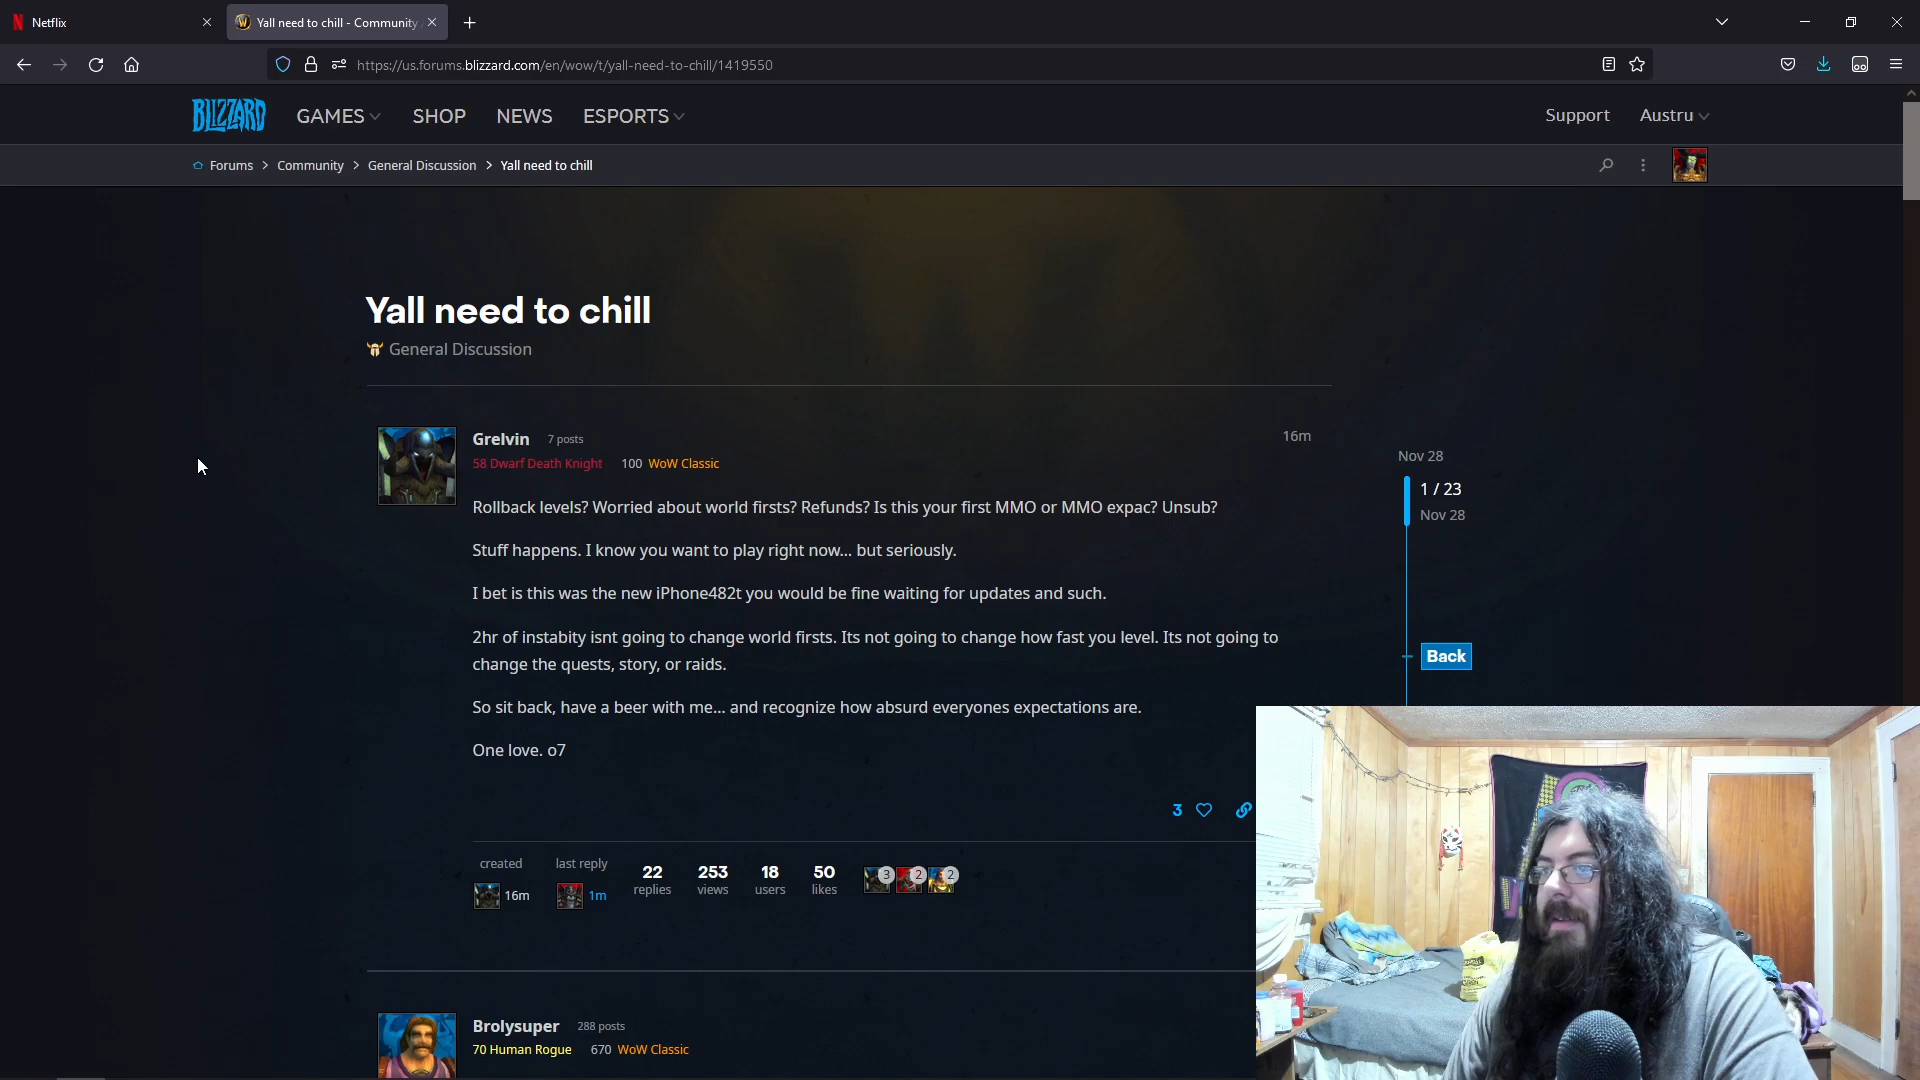 Netflix
Yall need to chill - Community
https://us.forums.blizzard.com/en/wow/t/yall-need-to-chill/1419550
BLIZZARD GAMES SHOP NEWS ESPORTS Support Austru
Forums > Community > General Discussion > Yall need to chill
Yall need to chill
General Discussion
Grelvin 7 posts 16m
58 Dwarf Death Knight 100 WoW Classic
Rollback levels? Worried about world firsts? Refunds? Is this your first MMO or MMO expac? Unsub?
Stuff happens. I know you want to play right now... but seriously.
I bet is this was the new iPhone482t you would be fine waiting for updates and such.
2hr of instabity isnt going to change world firsts. Its not going to change how fast you level. Its not going to
change the quests, story, or raids.
So sit back, have a beer with me... and recognize how absurd everyones expectations are.
One love. o7
Nov 28
1 / 23
Nov 28
Back
3
created last reply 22 253 18 50 3 2 2
16m 1m replies views users likes
Brolysuper 288 posts
70 Human Rogue 670 WoW Classic